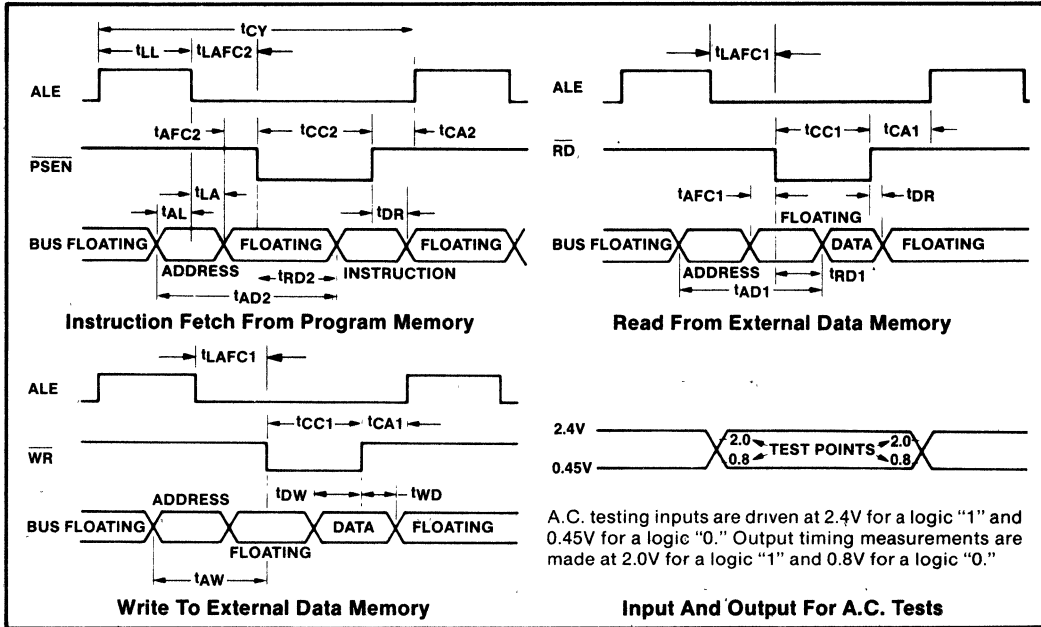 tCY
tLL
tLAFC2
ALE
tAFC2
tCC2
tCA2
PSEN
tLA
tAL
tDR
BUS FLOATING
FLOATING
FLOATING
ADDRESS
INSTRUCTION
tRD2
tAD2
Instruction Fetch From Program Memory
tLAFC1
ALE
tCC1
tCA1
RD
tAFC1
tDR
FLOATING
BUS FLOATING
DATA
FLOATING
ADDRESS
tRD1
tAD1
Read From External Data Memory
tLAFC1
ALE
tCC1
tCA1
WR
ADDRESS
tDW
tWD
BUS FLOATING
DATA
FLOATING
FLOATING
tAW
Write To External Data Memory
2.4V
2.0
TEST POINTS
2.0
0.8
0.8
0.45V
A.C. testing inputs are driven at 2.4V for a logic “1” and
0.45V for a logic “0.” Output timing measurements are
made at 2.0V for a logic “1” and 0.8V for a logic “0.”
Input And Output For A.C. Tests